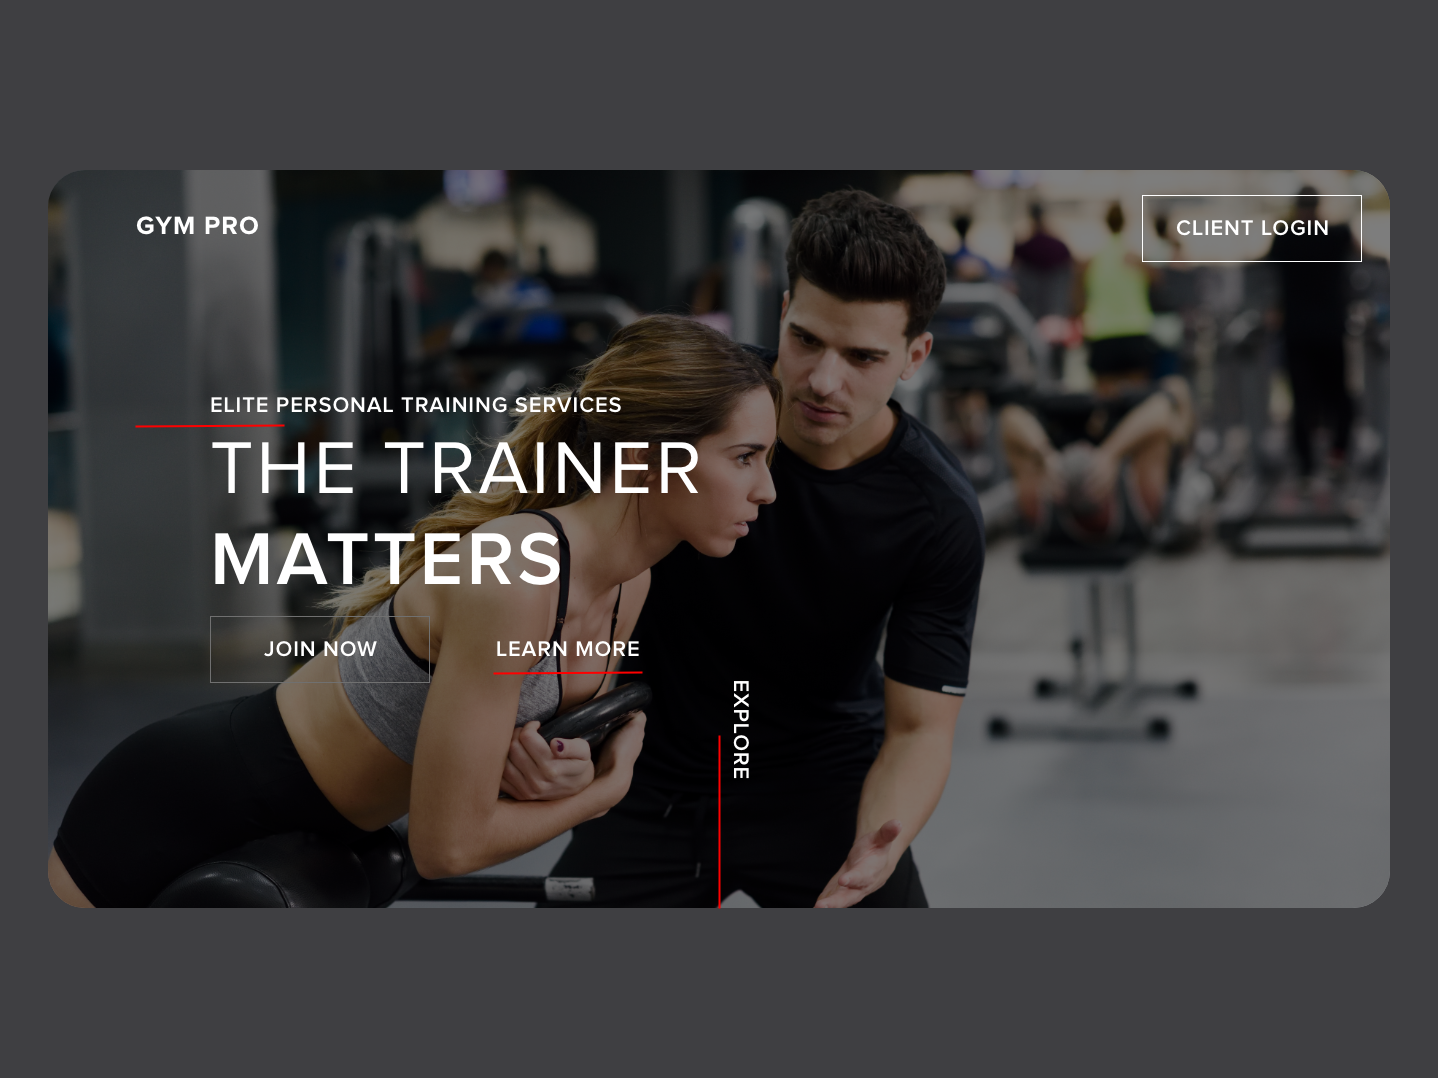 GYM PRO
CLIENT LOGIN
ELITE PERSONAL TRAINING SERVICES
THE TRAINER
MATTERS
JOIN NOW
LEARN MORE
EXPLORE